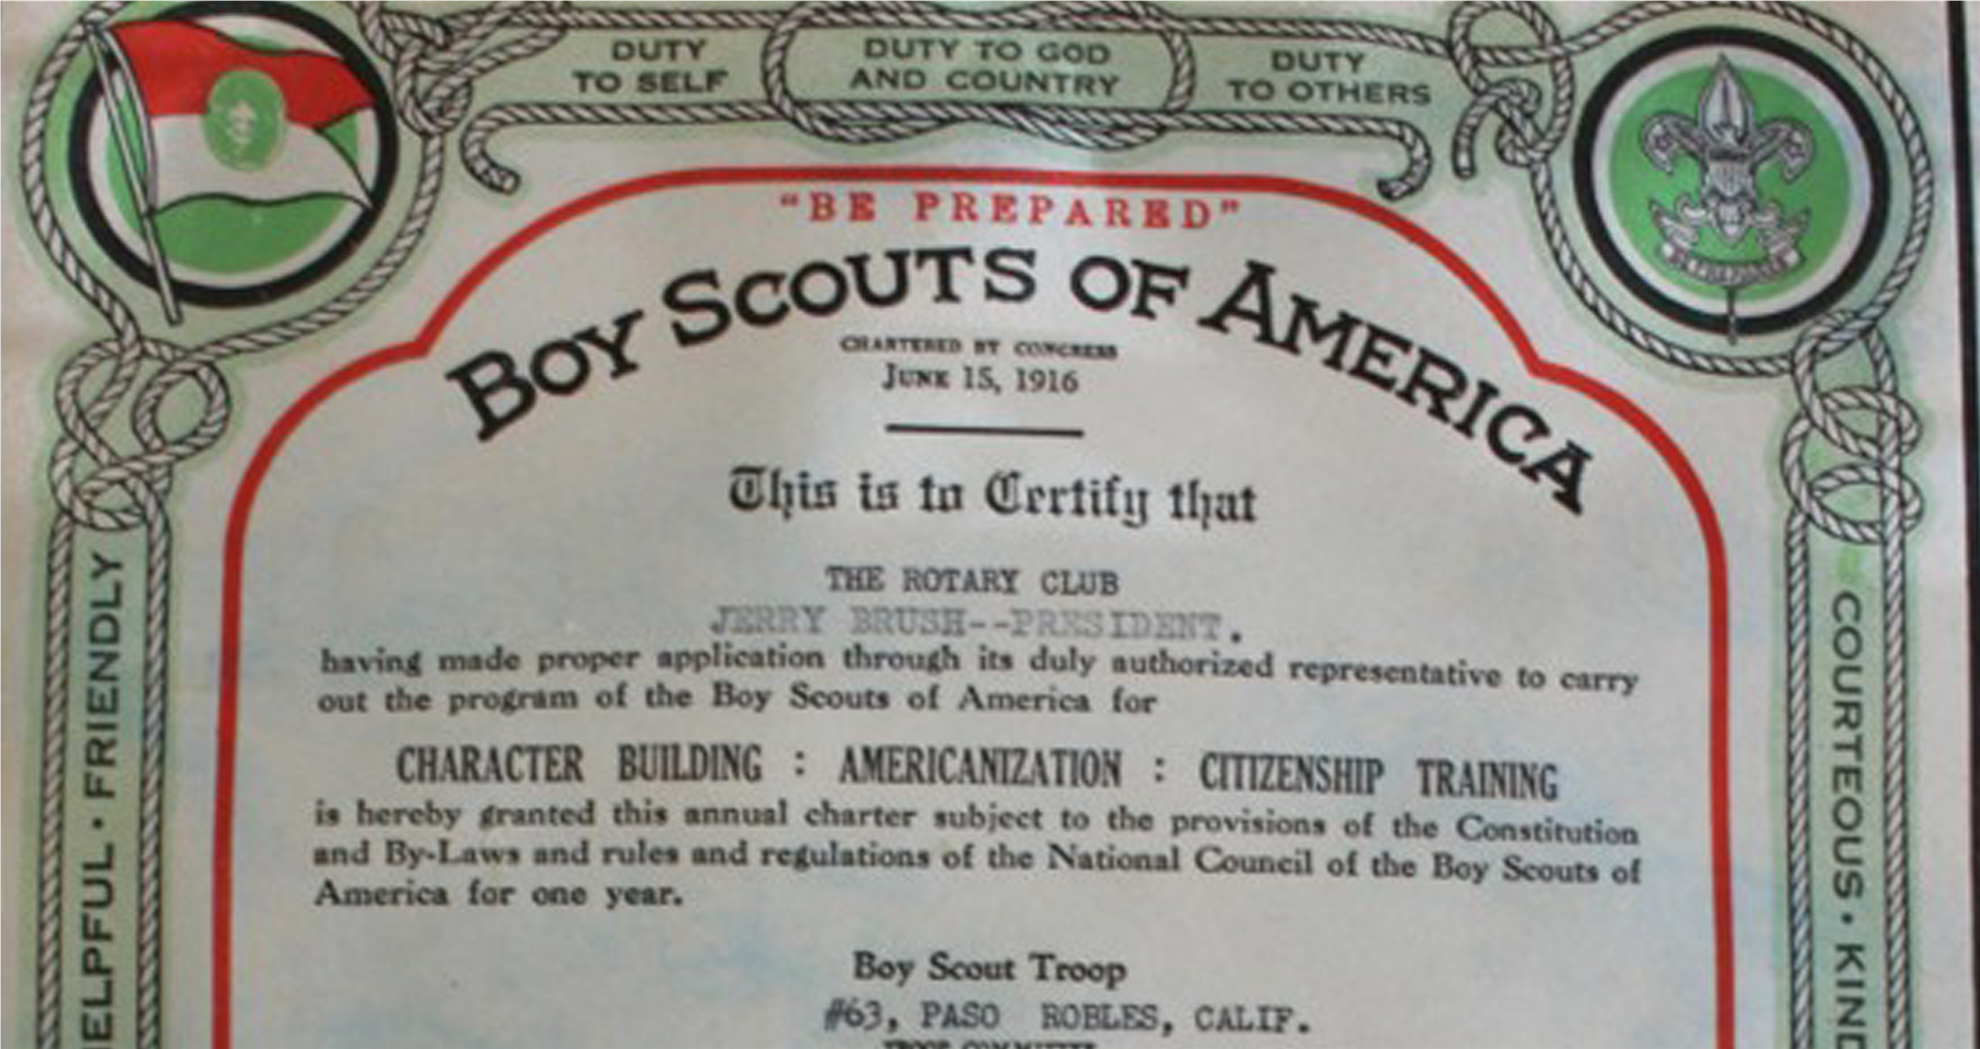 DUTY
TO SELF
DUTY TO GOD
AND COUNTRY
DUTY
TO OTHERS
"BE PREPARED"
BOY SCOUTS OF AMERICA
CHARTERED BY CONGRESS
JUNE 15, 1916
This is to Certify that
THE ROTARY CLUB
JERRY BRUSH--PRESIDENT.
having made proper application through its duly authorized representative to carry
out the program of the Boy Scouts of America for
CHARACTER BUILDING : AMERICANIZATION : CITIZENSHIP TRAINING
is hereby granted this annual charter subject to the provisions of the Constitution
and By-Laws and rules and regulations of the National Council of the Boy Scouts of
America for one year.
Boy Scout Troop
#63, PASO ROBLES, CALIF.
TROOP COMMITTEE
ELPFUL · FRIENDLY
COURTEOUS · KIND
BE PREPARED